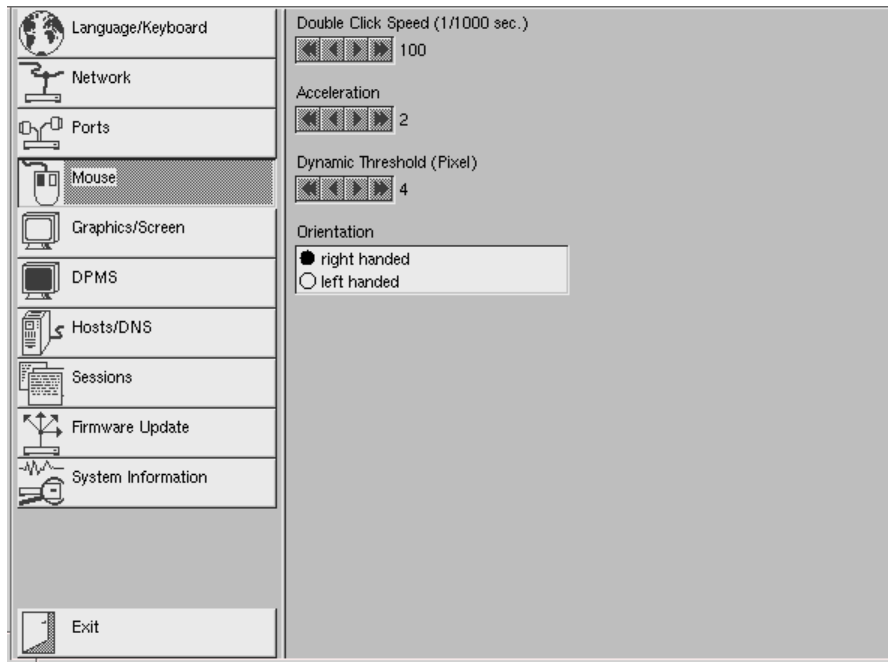 Language/Keyboard
Network
Ports
Mouse
Graphics/Screen
DPMS
Hosts/DNS
Sessions
Firmware Update
System Information
Exit
Double Click Speed (1/1000 sec.)
100
Acceleration
2
Dynamic Threshold (Pixel)
4
Orientation
right handed
left handed